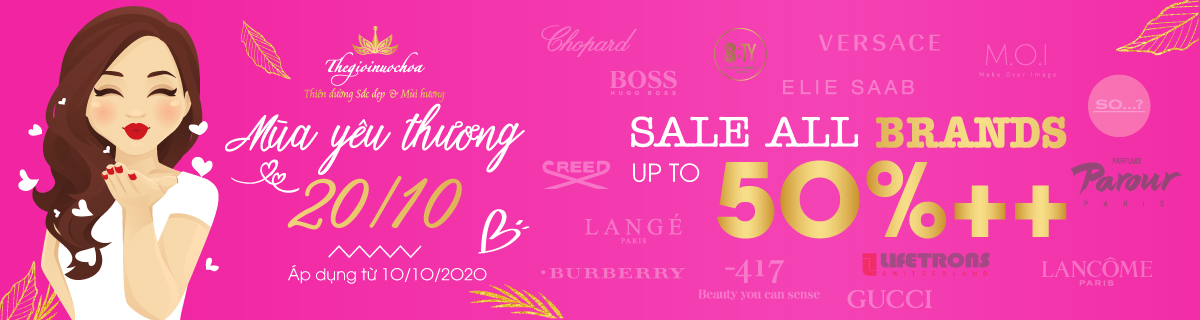 Thegioinuochoa
Thiên đường Sắc đẹp & Mùi hương
Mùa yêu thương
20/10
Áp dụng từ 10/10/2020
Chopard
BOSS
HUGO BOSS
VERSACE
M.O.I
Make Over Image
ELIE SAAB
SO...?
SALE ALL BRANDS
UP TO 50%++
CREED
PARFUMS
Parour
PARIS
LANGÉ
PARIS
BURBERRY
-417
Beauty you can sense
LIFETRONS
SWITZERLAND
GUCCI
LANCÔME
PARIS